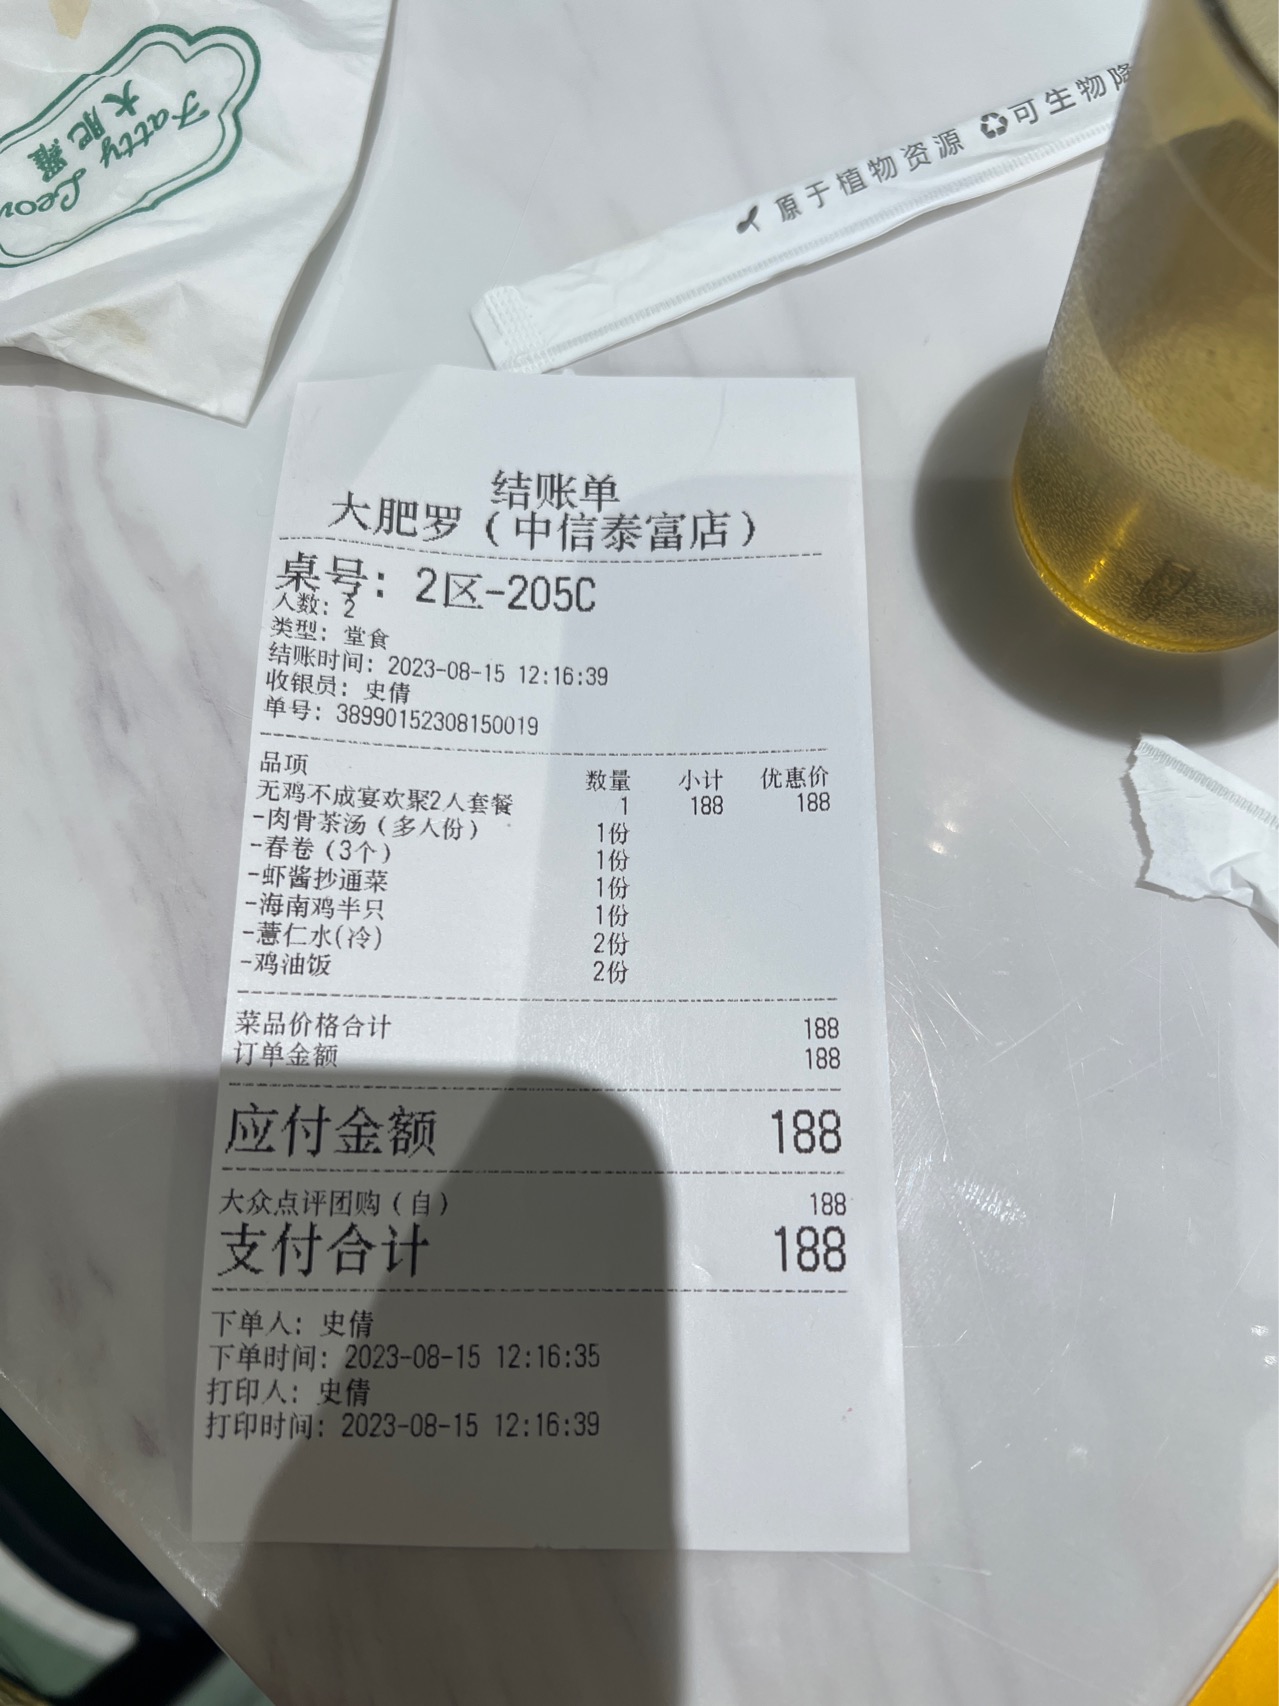 Fatty Leo
大肥羅
原于植物资源 可生物降
结账单
大肥罗（中信泰富店）
桌号：2区-205C
人数：2
类型：堂食
结账时间：2023-08-15 12:16:39
收银员：史倩
单号：38990152308150019
品项 数量 小计 优惠价
无鸡不成宴欢聚2人套餐 1 188 188
-肉骨茶汤（多人份） 1份
-春卷（3个） 1份
-虾酱抄通菜 1份
-海南鸡半只 1份
-薏仁水(冷) 2份
-鸡油饭 2份
菜品价格合计 188
订单金额 188
应付金额 188
大众点评团购（自） 188
支付合计 188
下单人：史倩
下单时间：2023-08-15 12:16:35
打印人：史倩
打印时间：2023-08-15 12:16:39